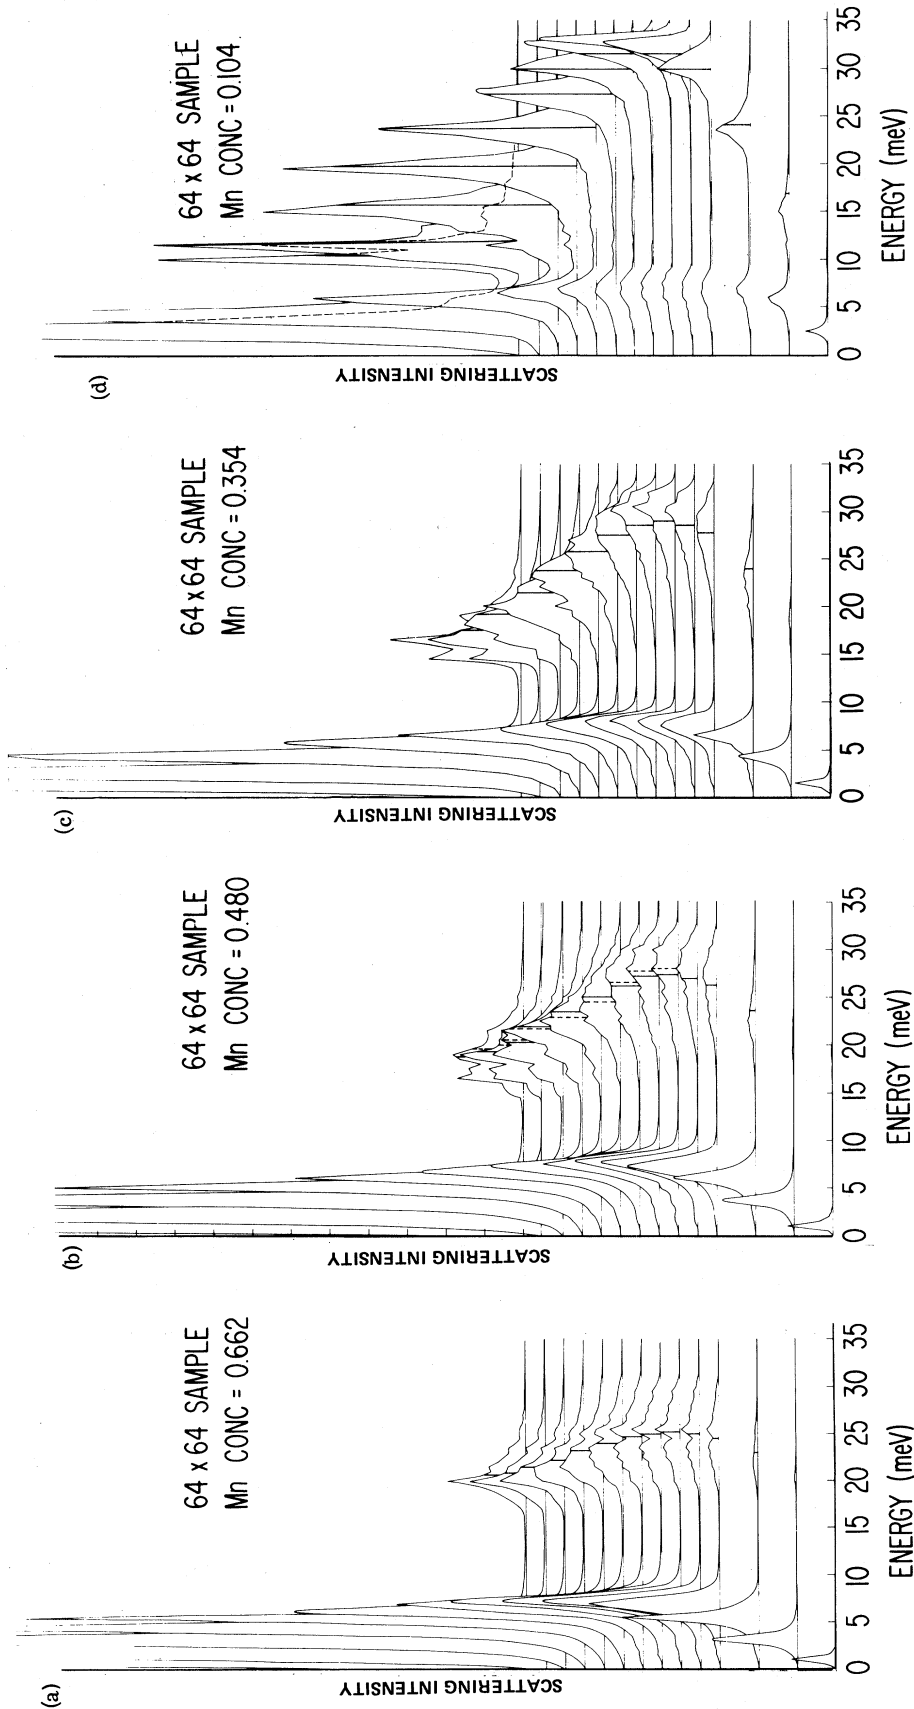 (a)
64 x 64 SAMPLE
Mn CONC = 0.662
SCATTERING INTENSITY
0 5 10 15 20 25 30 35
ENERGY (meV)
(b)
64 x 64 SAMPLE
Mn CONC = 0.480
SCATTERING INTENSITY
0 5 10 15 20 25 30 35
ENERGY (meV)
(c)
64 x 64 SAMPLE
Mn CONC = 0.354
SCATTERING INTENSITY
0 5 10 15 20 25 30 35
ENERGY (meV)
(d)
64 x 64 SAMPLE
Mn CONC = 0.104
SCATTERING INTENSITY
0 5 10 15 20 25 30 35
ENERGY (meV)